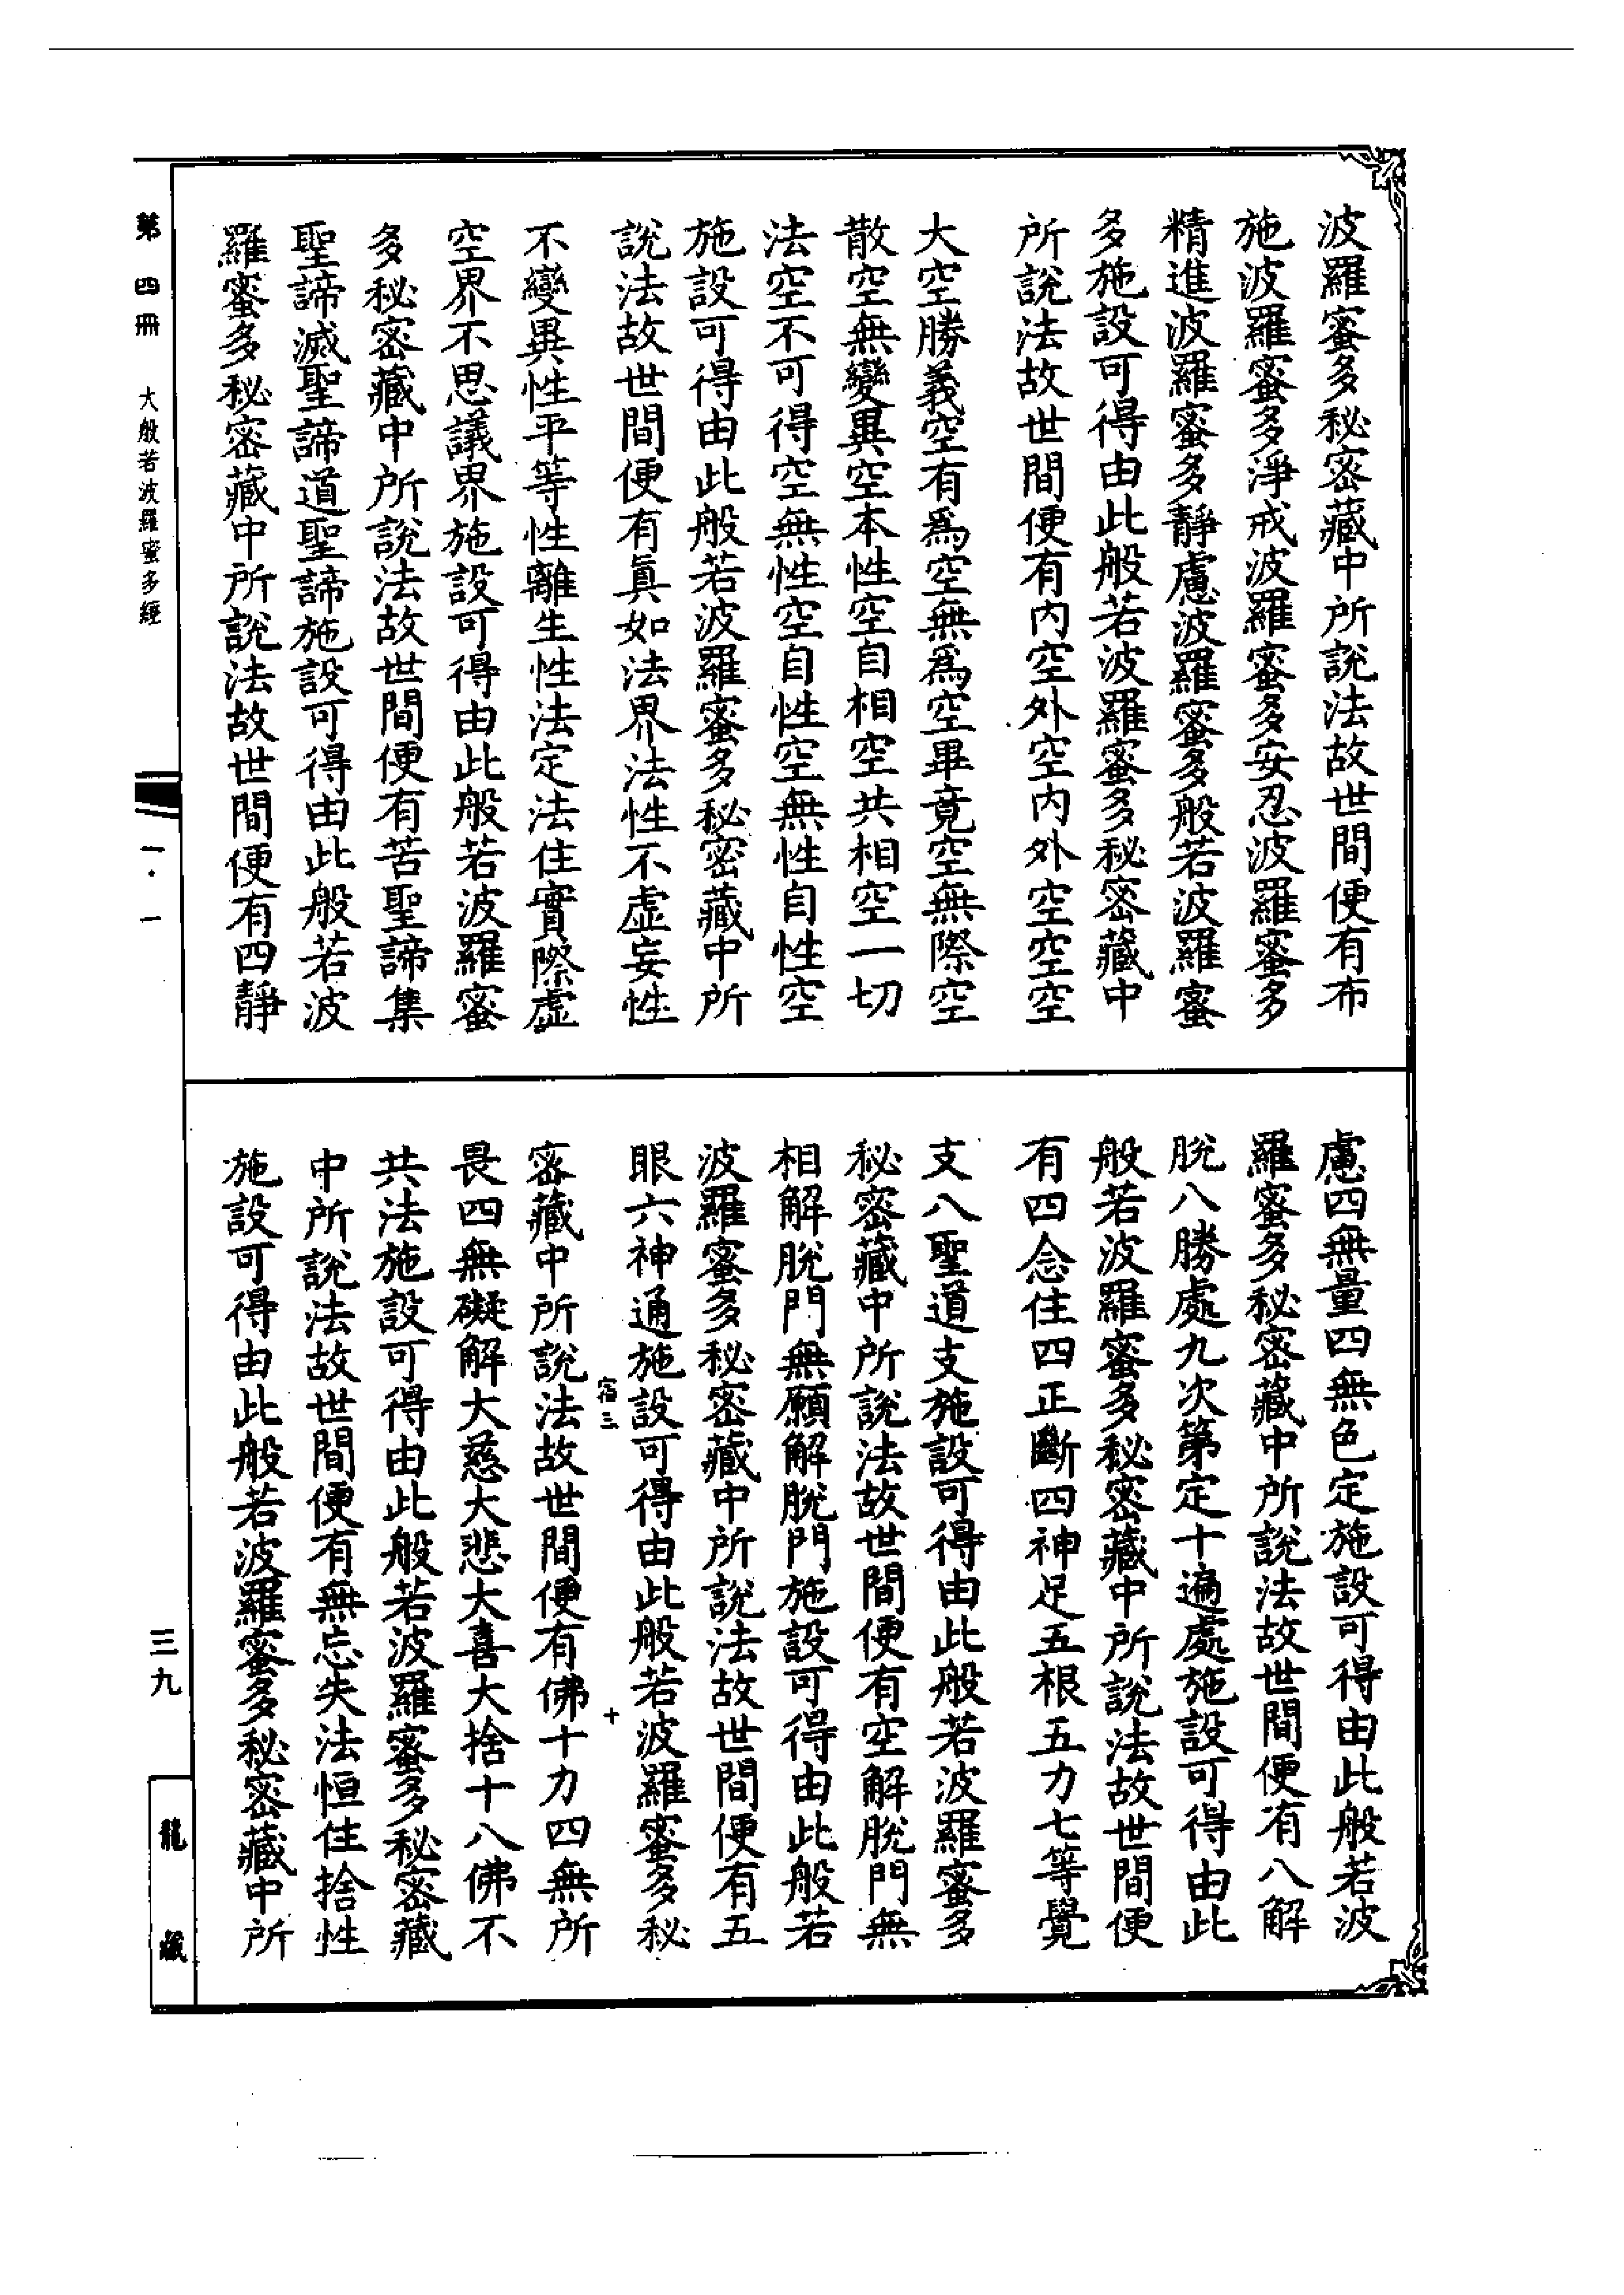 波羅蜜多秘密藏中所說法故世間便有布
施波羅蜜多淨戒波羅蜜多安忍波羅蜜多
精進波羅蜜多靜慮波羅蜜多般若波羅蜜
多施設可得由此般若波羅蜜多秘密藏中
所說法故世間便有內空外空內外空空空
大空勝義空有爲空無爲空畢竟空無際空
散空無變異空本性空自相空共相空一切
法空不可得空無性空自性空無性自性空
施設可得由此般若波羅蜜多秘密藏中所
說法故世間便有真如法界法性不虛妄性
不變異性平等性離生性法定法住實際虛
空界不思議界施設可得由此般若波羅蜜
多秘密藏中所說法故世間便有苦聖諦集
聖諦滅聖諦道聖諦施設可得由此般若波
羅蜜多秘密藏中所說法故世間便有四靜
慮四無量四無色定施設可得由此般若波
羅蜜多秘密藏中所說法故世間便有八解
脫八勝處九次第定十遍處施設可得由此
般若波羅蜜多秘密藏中所說法故世間便
有四念住四正斷四神足五根五力七等覺
支八聖道支施設可得由此般若波羅蜜多
秘密藏中所說法故世間便有空解脫門無
相解脫門無願解脫門施設可得由此般若
波羅蜜多秘密藏中所說法故世間便有五
眼六神通施設可得由此般若波羅蜜多秘
宿三 十
密藏中所說法故世間便有佛十力四無所
畏四無礙解大慈大悲大喜大捨十八佛不
共法施設可得由此般若波羅蜜多秘密藏
中所說法故世間便有無忘失法恒住捨性
施設可得由此般若波羅蜜多秘密藏中所
第四冊 大般若波羅蜜多經 一·一 三九 龍藏